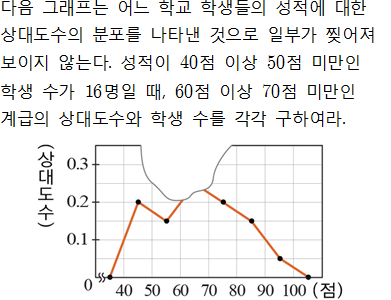 다음 그래프는 어느 학교 학생들의 성적에 대한
상대도수의 분포를 나타낸 것으로 일부가 찢어져
보이지 않는다. 성적이 40점 이상 50점 미만인
학생 수가 16명일 때, 60점 이상 70점 미만인
계급의 상대도수와 학생 수를 각각 구하여라.
(상대도수)
0.3
0.2
0.1
0
40 50 60 70 80 90 100 (점)